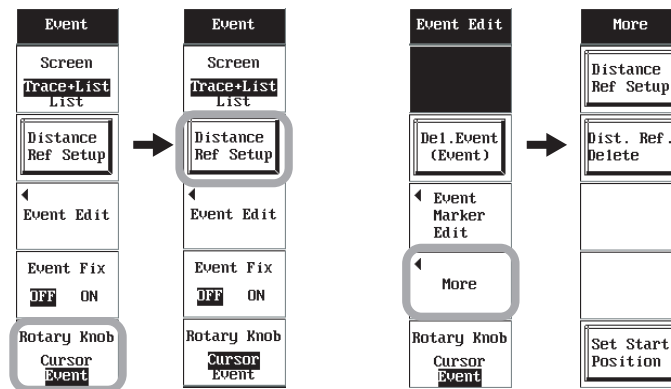 Event
Screen
Trace+List
List
Distance
Ref Setup
Event Edit
Event Fix
OFF ON
Rotary Knob
Cursor
Event
Event
Screen
Trace+List
List
Distance
Ref Setup
Event Edit
Event Fix
OFF ON
Rotary Knob
Cursor
Event
Event Edit
Del.Event
(Event)
Event
Marker
Edit
More
Rotary Knob
Cursor
Event
More
Distance
Ref Setup
Dist. Ref.
Delete
Set Start
Position